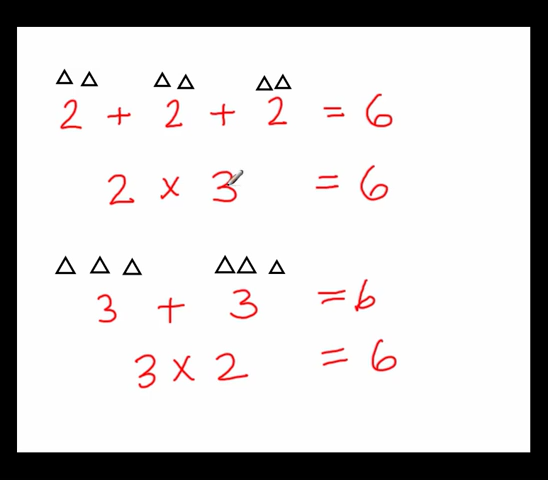 2 + 2 + 2 = 6
2 x 3 = 6
3 + 3 = 6
3 x 2 = 6